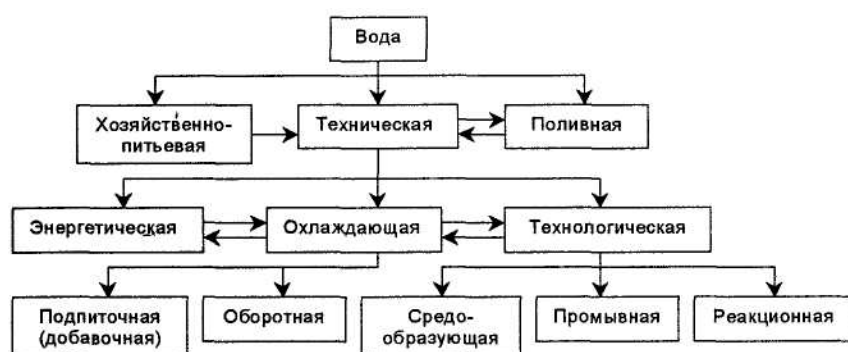 Вода
Хозяйственно-
питьевая
Техническая
Поливная
Энергетическая
Охлаждающая
Технологическая
Подпиточная
(добавочная)
Оборотная
Средо-
образующая
Промывная
Реакционная